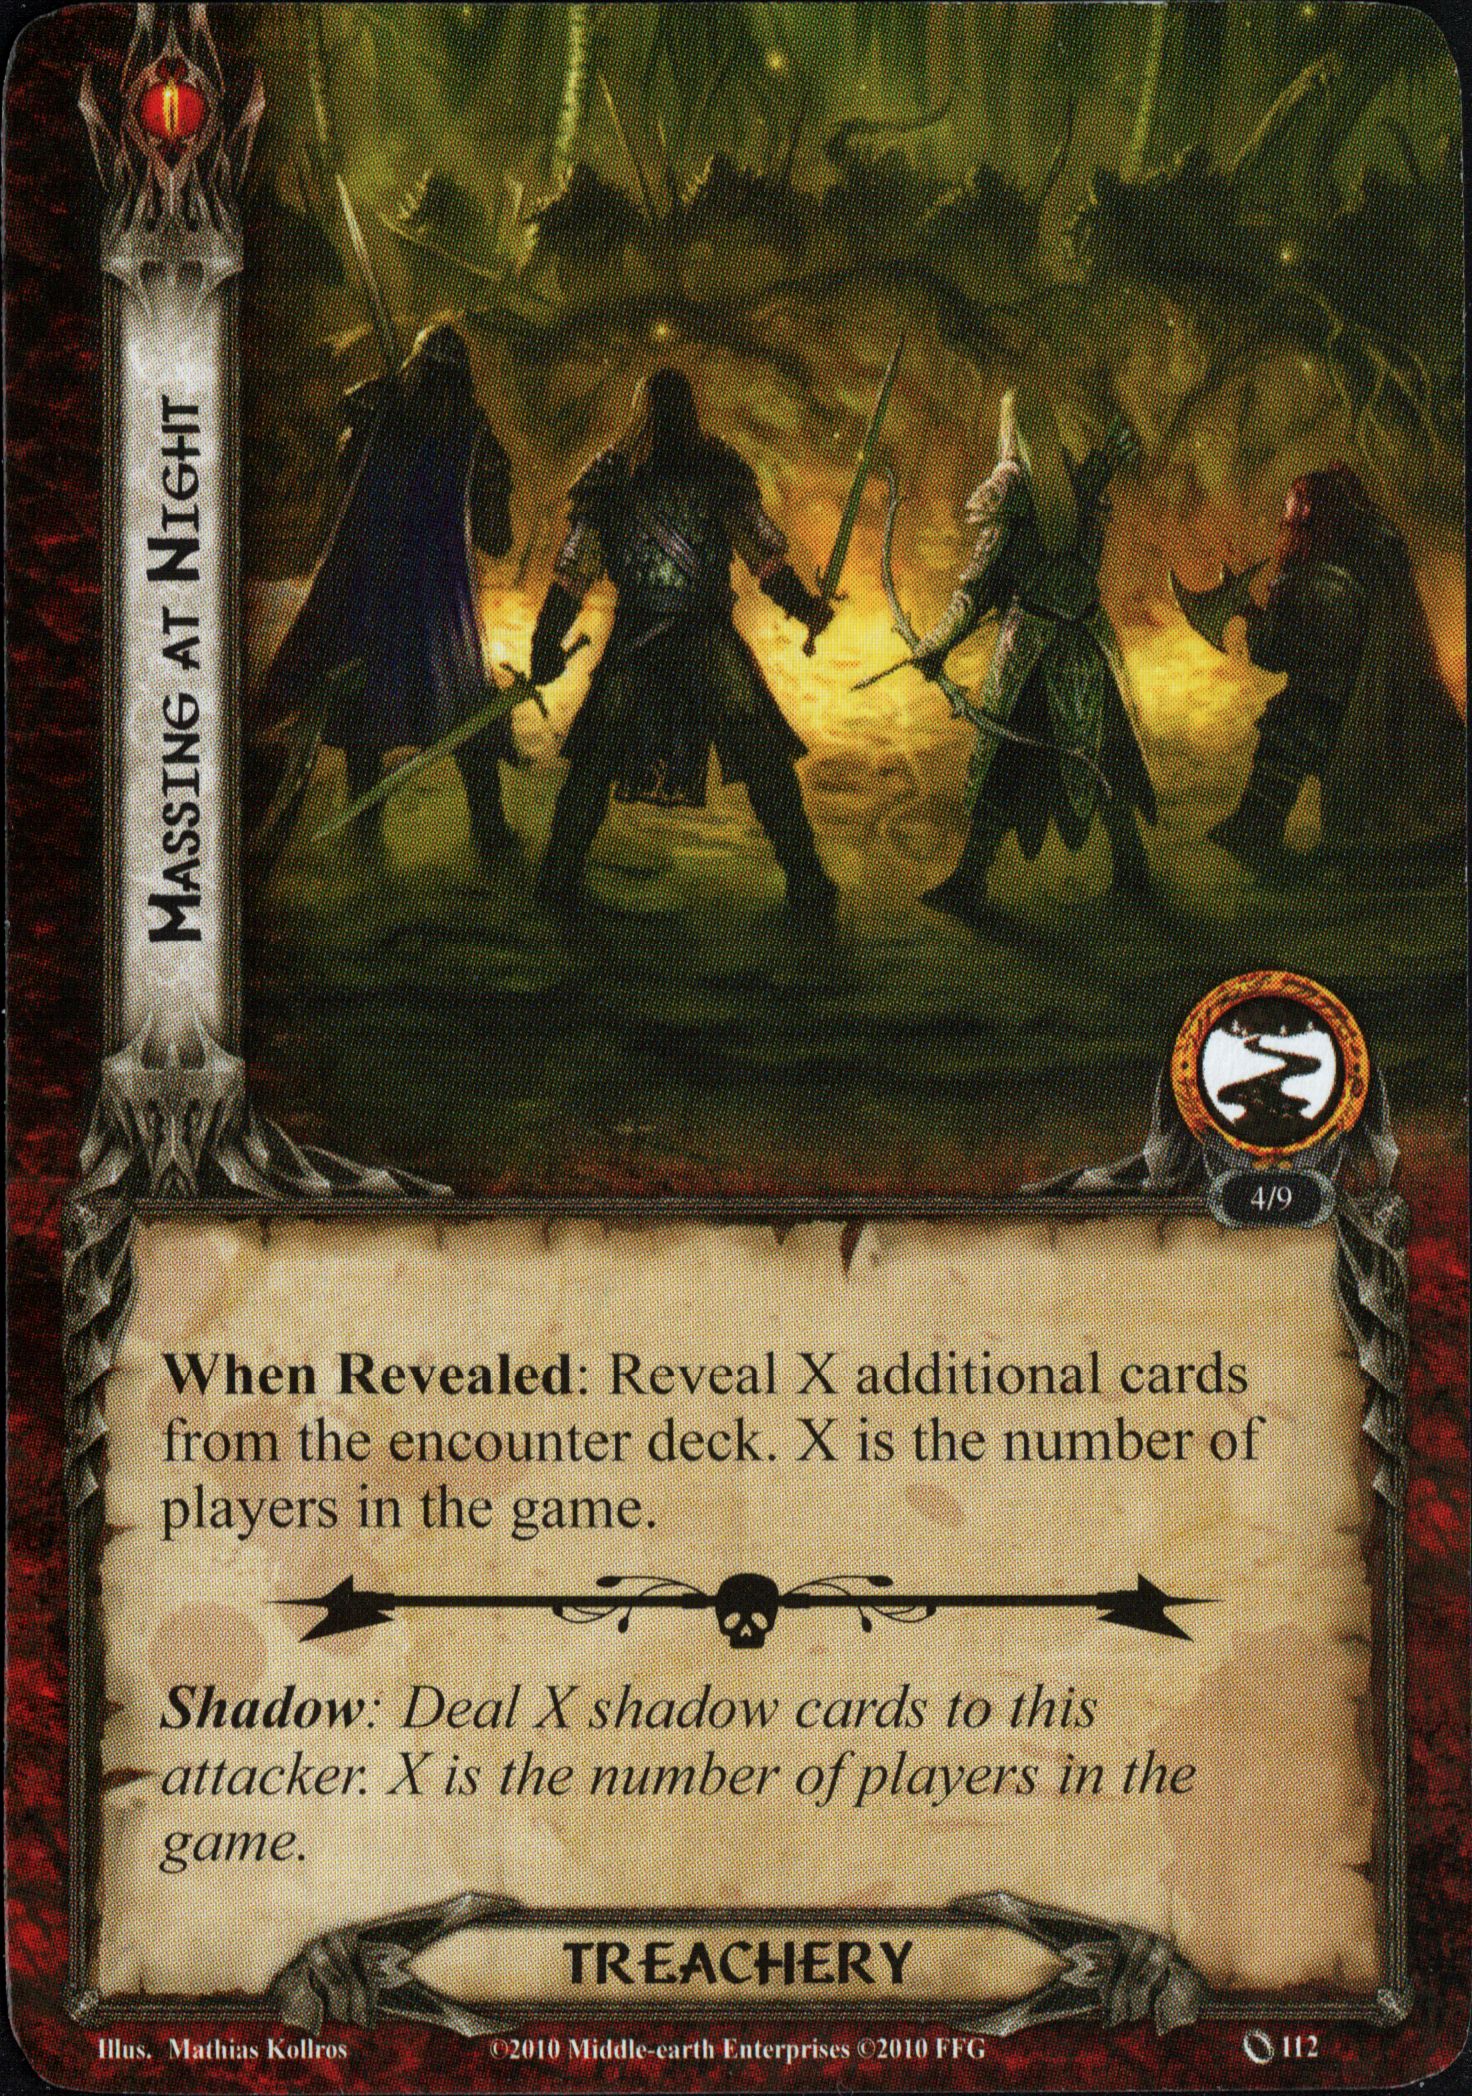 Massing at Night
4/9
When Revealed: Reveal X additional cards
from the encounter deck. X is the number of
players in the game.
Shadow: Deal X shadow cards to this
attacker. X is the number of players in the
game.
TREACHERY
Illus. Mathias Kollros
©2010 Middle-earth Enterprises ©2010 FFG
112